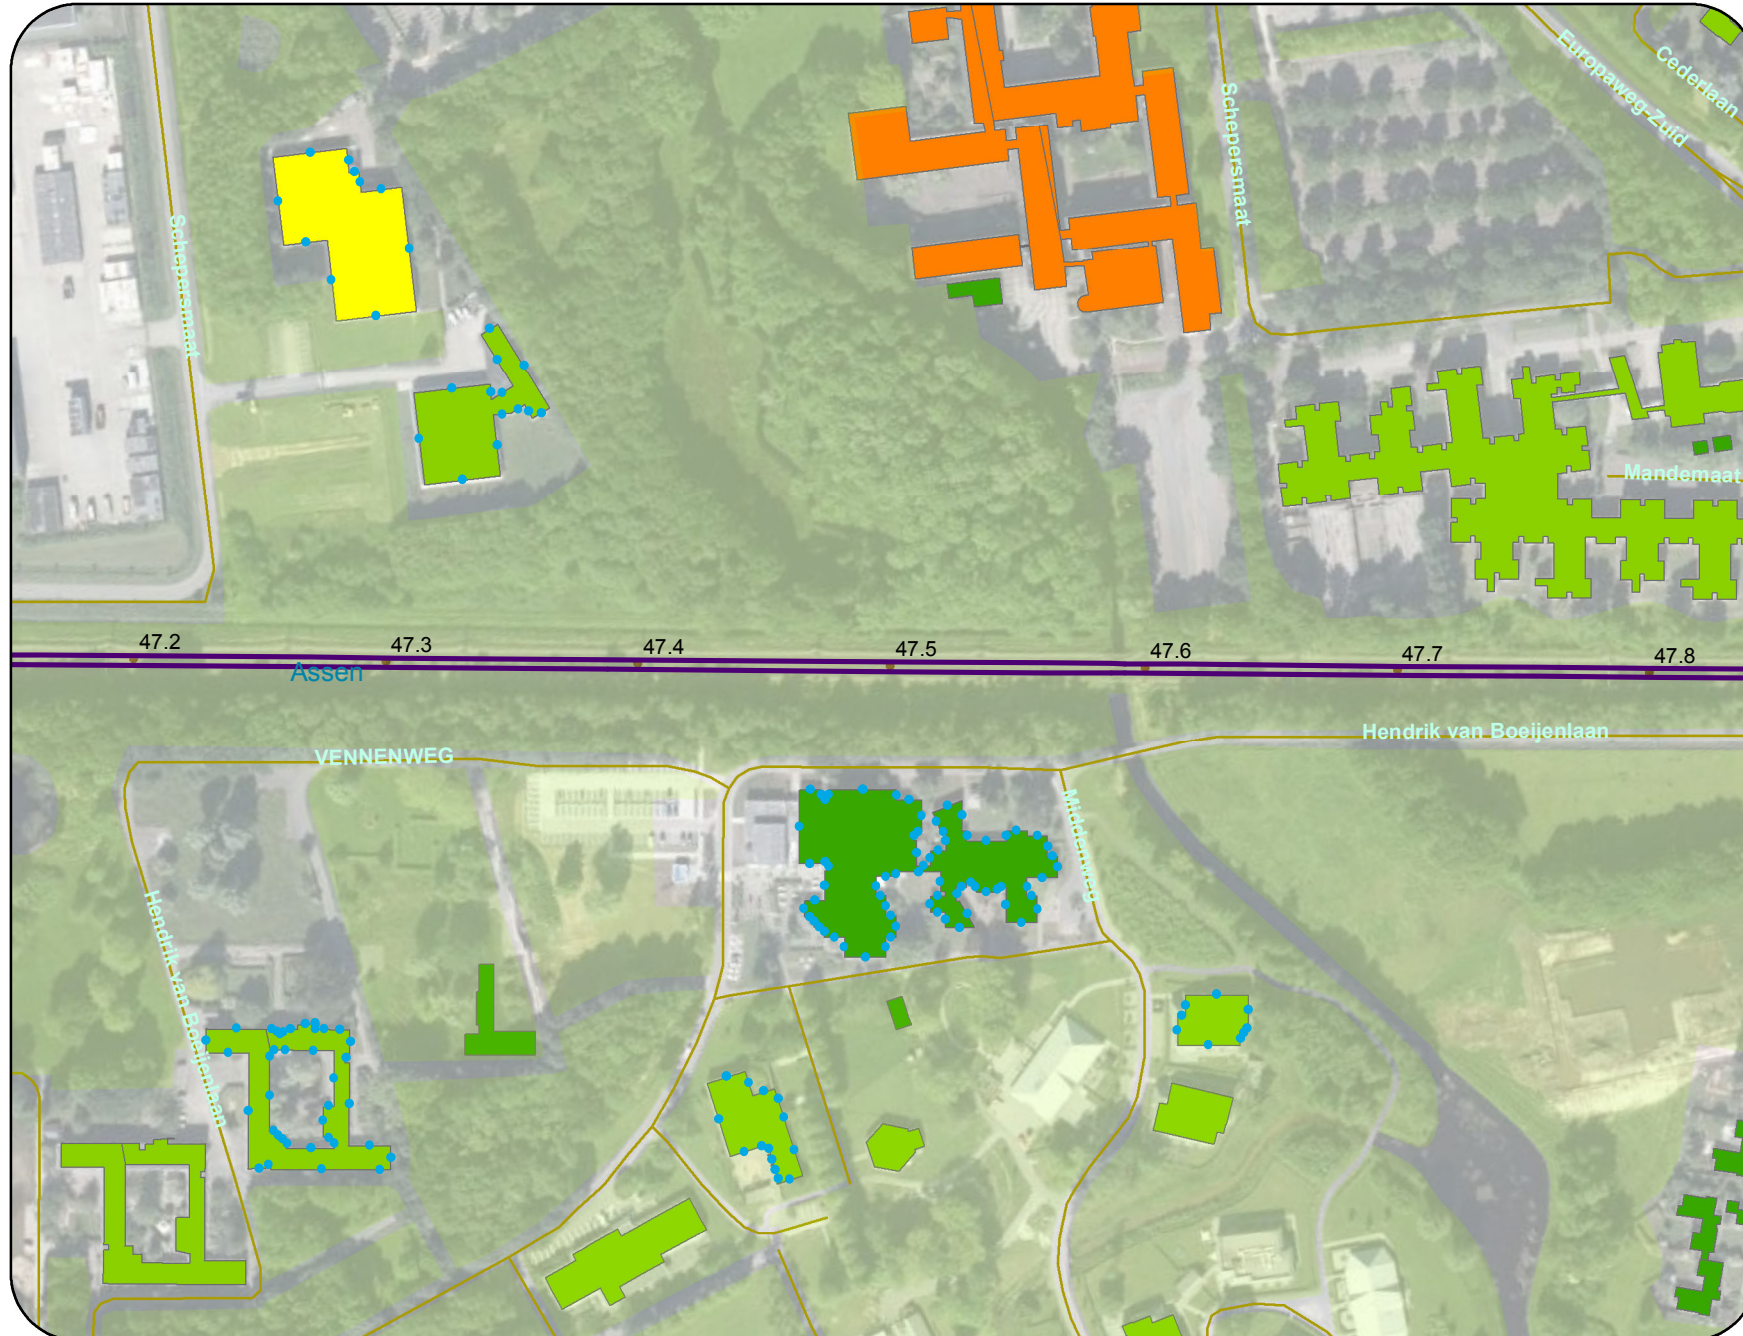 Europaweg-Zuid
Cederlaan
Schepersmaat
Schepersmaat
Mandemaat
47.2
47.3
47.4
47.5
47.6
47.7
47.8
Assen
Hendrik van Boeijenlaan
VENNENWEG
Middenweg
Hendrik van Boeijenlaan